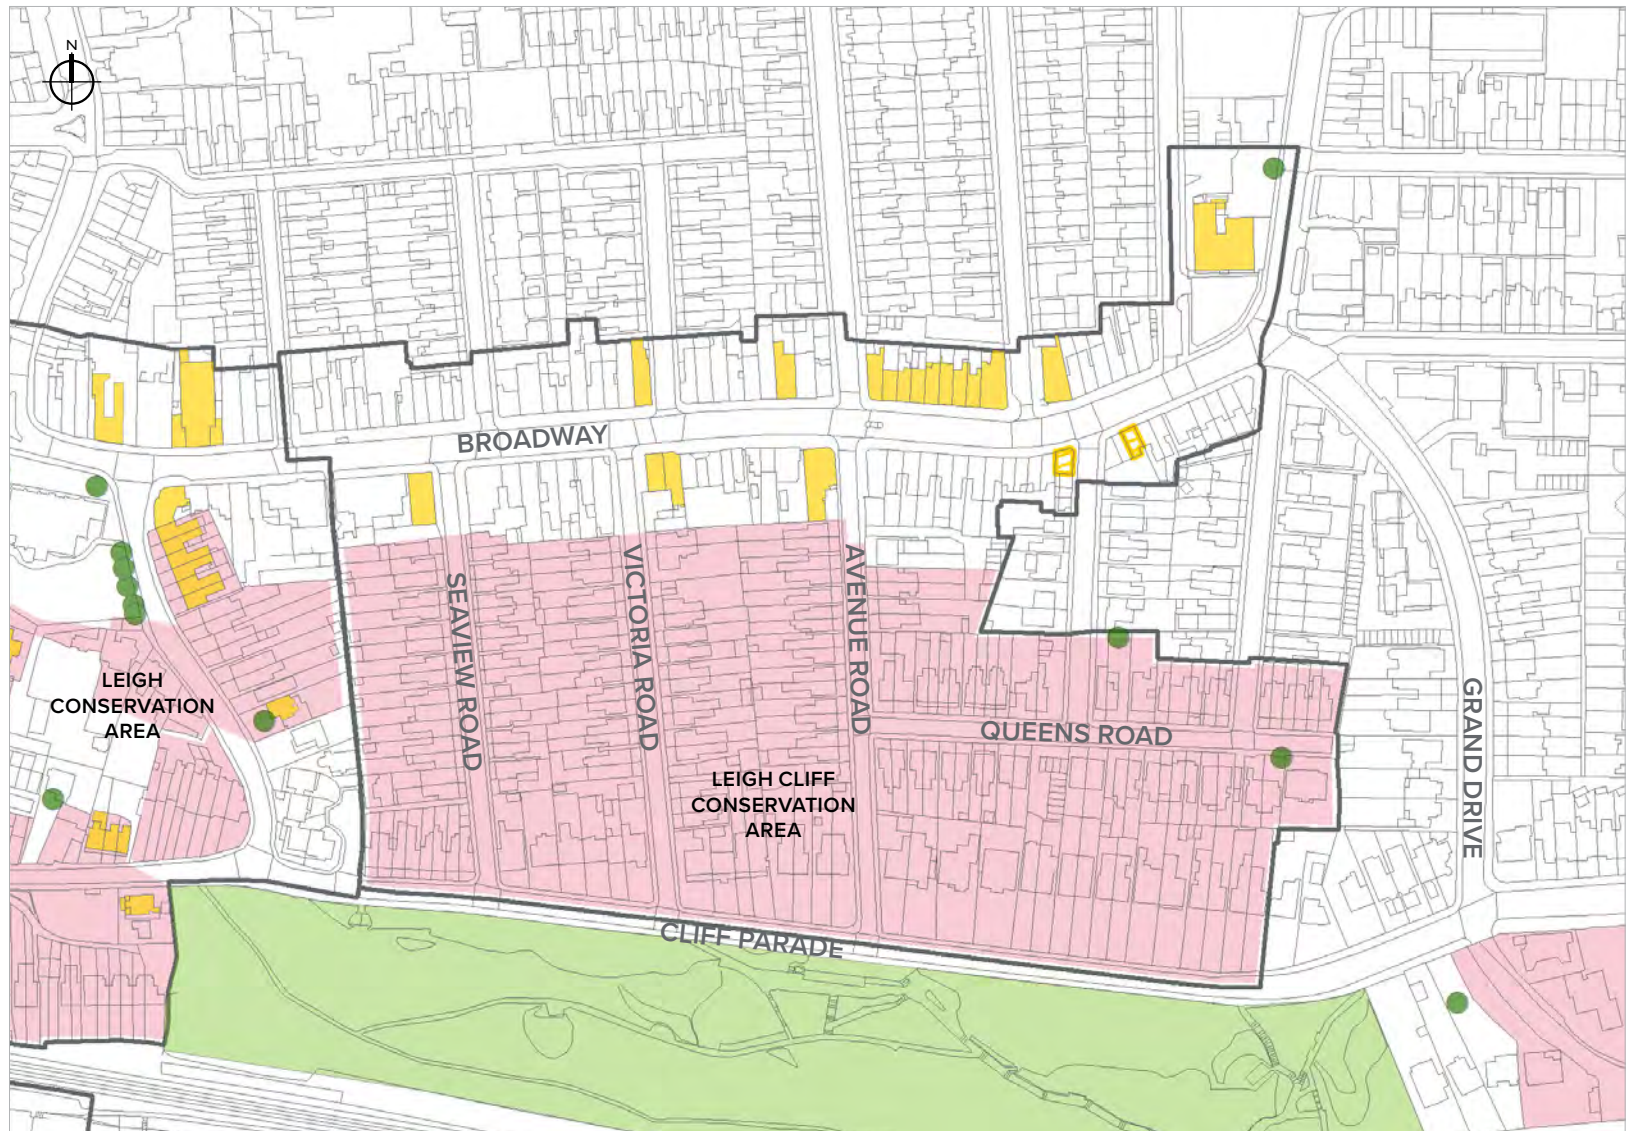 N
BROADWAY
SEAVIEW ROAD
VICTORIA ROAD
AVENUE ROAD
LEIGH
CONSERVATION
AREA
QUEENS ROAD
GRAND DRIVE
LEIGH CLIFF
CONSERVATION
AREA
CLIFF PARADE